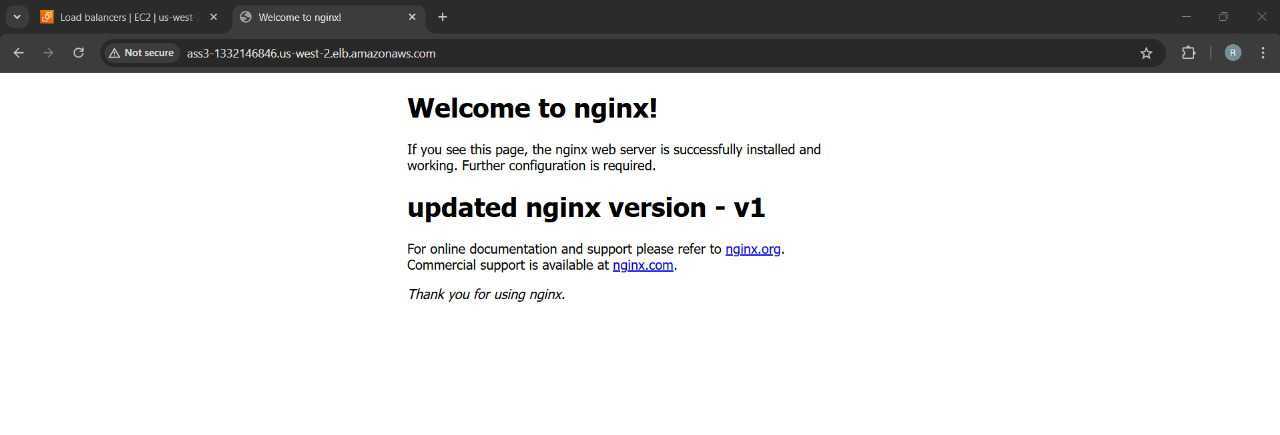 Load balancers | EC2 | us-west
Welcome to nginx!
Not secure
ass3-1332146846.us-west-2.elb.amazonaws.com
R
Welcome to nginx!
If you see this page, the nginx web server is successfully installed and
working. Further configuration is required.
updated nginx version - v1
For online documentation and support please refer to nginx.org.
Commercial support is available at nginx.com.
Thank you for using nginx.